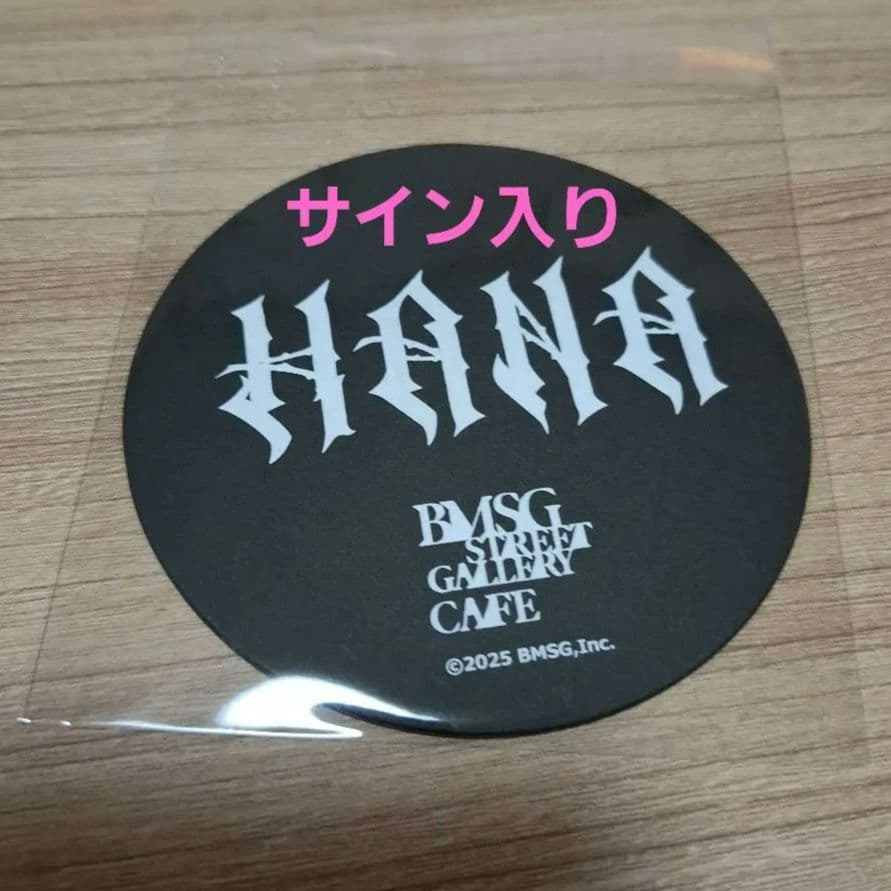 サイン入り
HANA
BMSG
STREET
GALLERY
CAFE
©2025 BMSG,Inc.